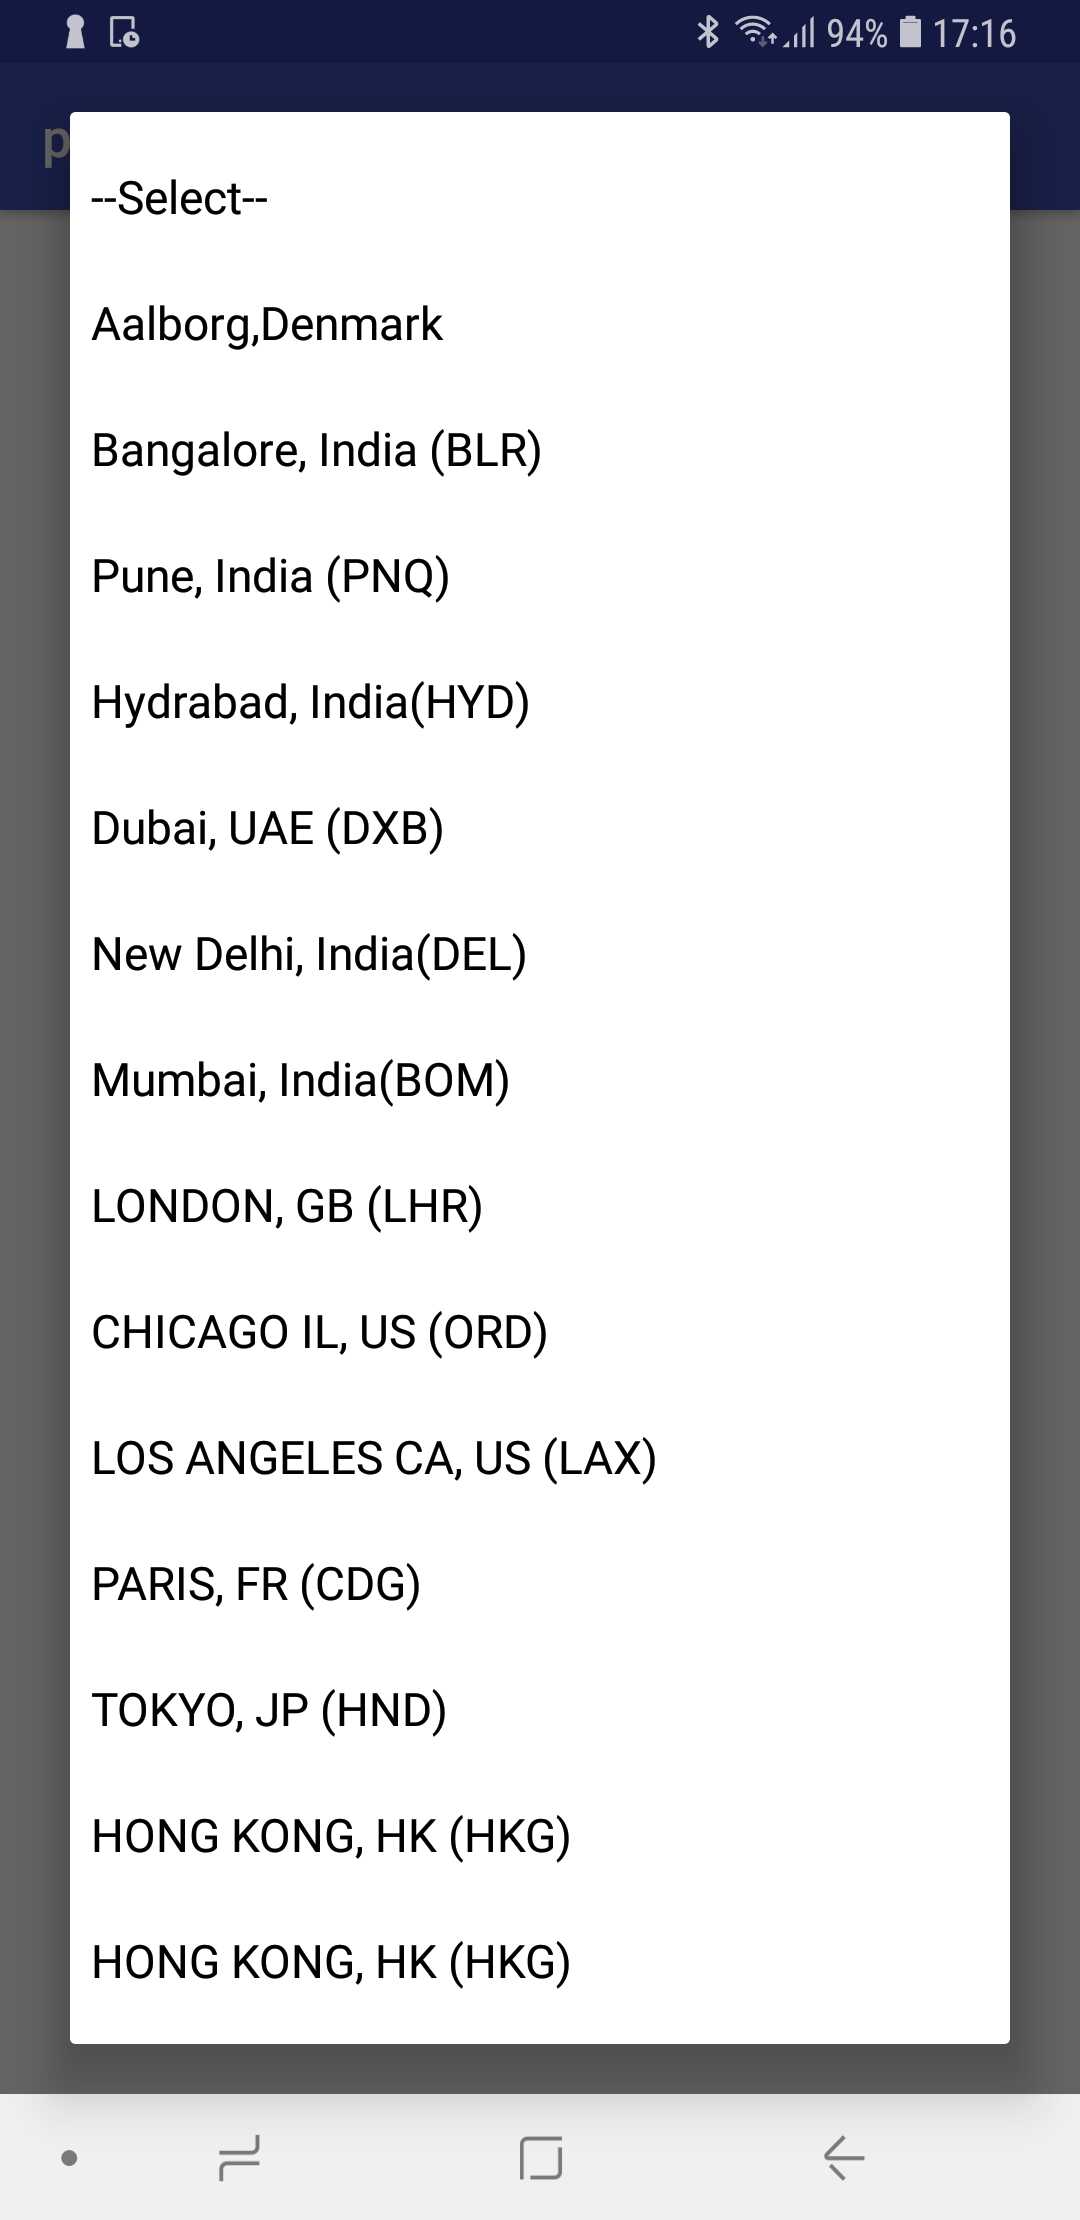 94% 17:16
p
--Select--
Aalborg,Denmark
Bangalore, India (BLR)
Pune, India (PNQ)
Hydrabad, India(HYD)
Dubai, UAE (DXB)
New Delhi, India(DEL)
Mumbai, India(BOM)
LONDON, GB (LHR)
CHICAGO IL, US (ORD)
LOS ANGELES CA, US (LAX)
PARIS, FR (CDG)
TOKYO, JP (HND)
HONG KONG, HK (HKG)
HONG KONG, HK (HKG)